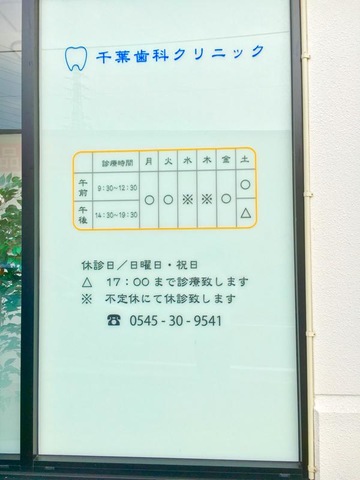 千葉歯科クリニック
診療時間 月 火 水 木 金 土
午前 9:30~12:30 ○ ○ ※ ※ ○ ○
午後 14:30~19:30 △
休診日／日曜日・祝日
△ 17：00まで診療致します
※ 不定休にて休診致します
☎ 0545-30-9541